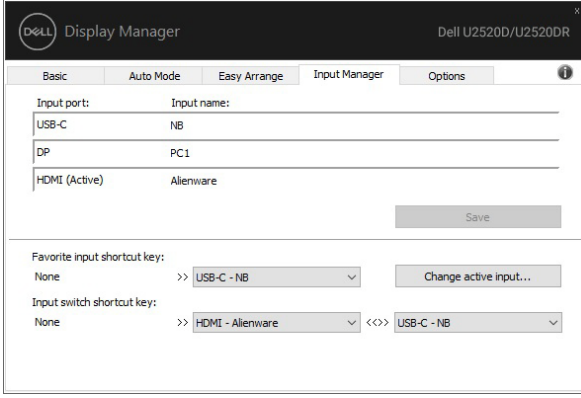 DELL Display Manager Dell U2520D/U2520DR
Basic Auto Mode Easy Arrange Input Manager Options
Input port: Input name:
USB-C NB
DP PC1
HDMI (Active) Alienware
Save
Favorite input shortcut key:
None >> USB-C - NB Change active input...
Input switch shortcut key:
None >> HDMI - Alienware <<>> USB-C - NB